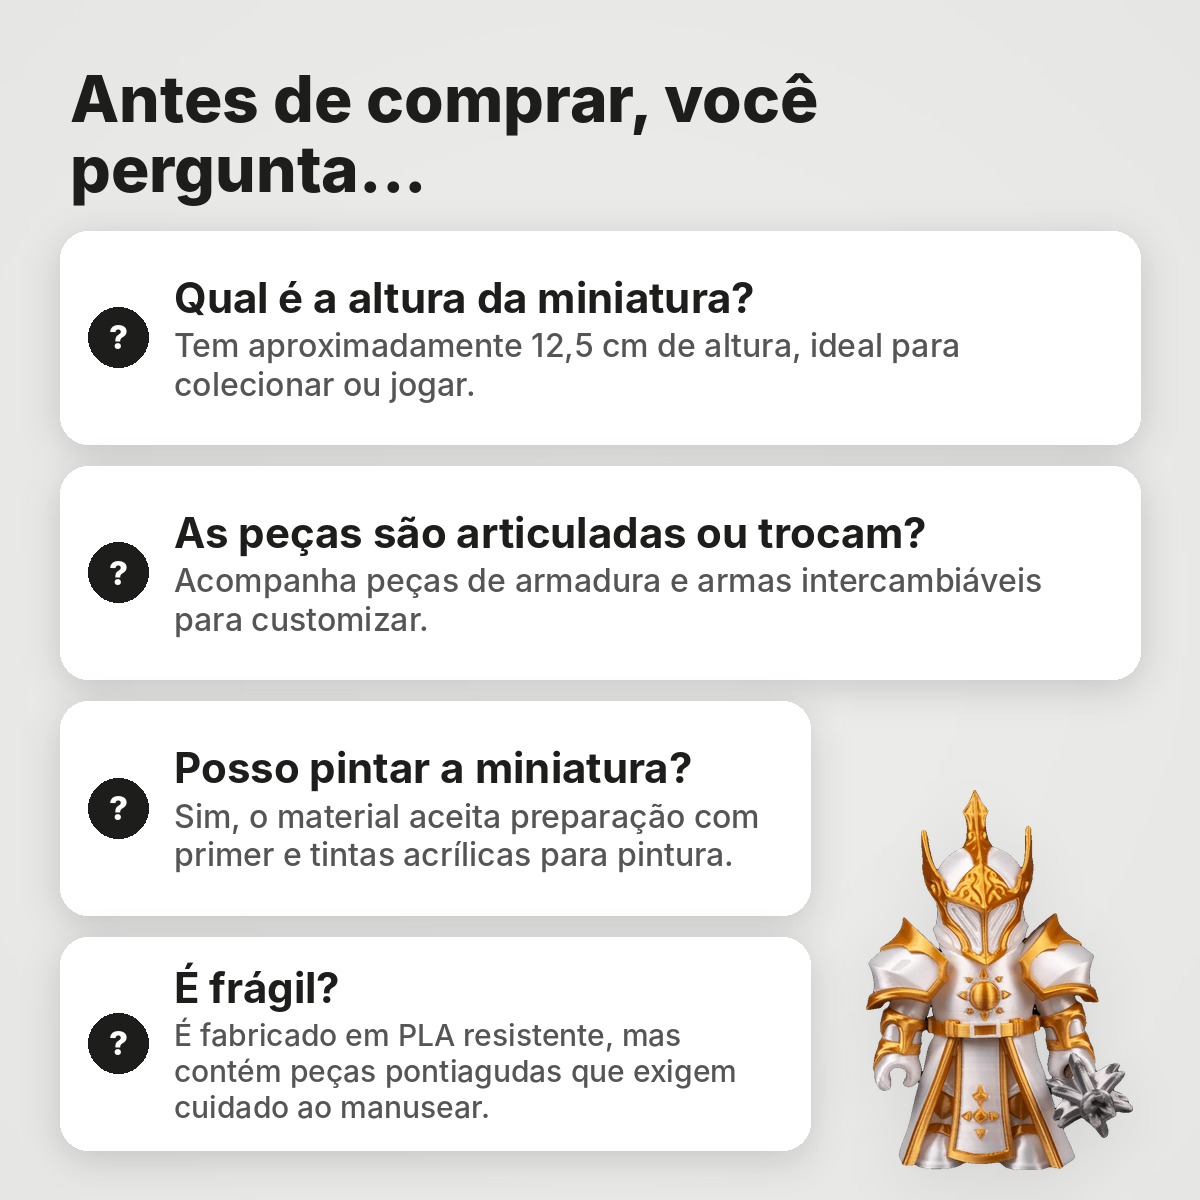 Antes de comprar, você
pergunta...
?
Qual é a altura da miniatura?
Tem aproximadamente 12,5 cm de altura, ideal para
colecionar ou jogar.
?
As peças são articuladas ou trocam?
Acompanha peças de armadura e armas intercambiáveis
para customizar.
?
Posso pintar a miniatura?
Sim, o material aceita preparação com
primer e tintas acrílicas para pintura.
?
É frágil?
É fabricado em PLA resistente, mas
contém peças pontiagudas que exigem
cuidado ao manusear.